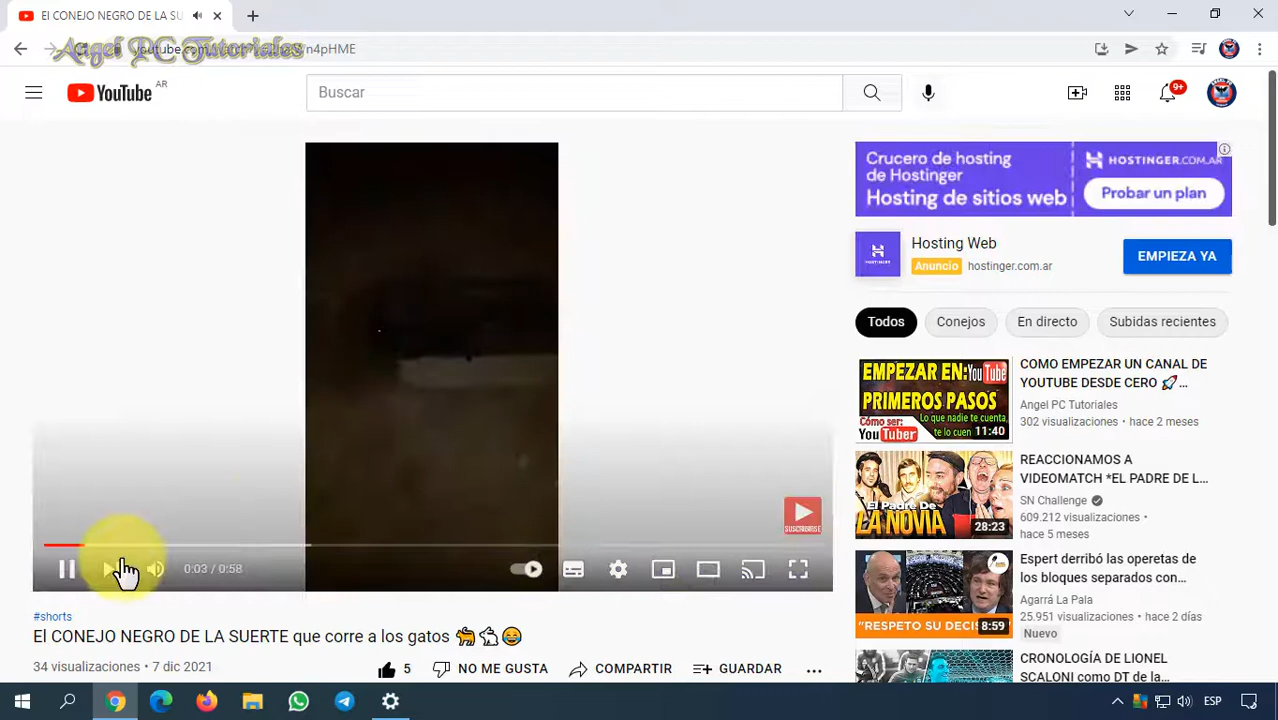 El CONEJO NEGRO DE LA SU
Angel PC Tutoriales
YouTube AR
Buscar
9+
Crucero de hosting
de Hostinger
Hosting de sitios web
HOSTINGER.COM.AR
Probar un plan
Hosting Web
Anuncio hostinger.com.ar
EMPIEZA YA
Todos Conejos En directo Subidas recientes
EMPEZAR EN: YouTube
PRIMEROS PASOS
Lo que nadie te cuenta,
te lo cuen
Cómo ser:
YouTuber
11:40
COMO EMPEZAR UN CANAL DE
YOUTUBE DESDE CERO 🚀...
Angel PC Tutoriales
302 visualizaciones • hace 2 meses
El Padre De
LA NOVIA
28:23
REACCIONAMOS A
VIDEOMATCH *EL PADRE DE L...
SN Challenge
609.212 visualizaciones •
hace 5 meses
"RESPETO SU DECIS
8:59
Espert derribó las operetas de
los bloques separados con...
Agarrá La Pala
25.951 visualizaciones • hace 2 días
Nuevo
CRONOLOGÍA DE LIONEL
SCALONI como DT de la...
SUSCRIBIRSE
0:03 / 0:58
#shorts
El CONEJO NEGRO DE LA SUERTE que corre a los gatos 🐈🐇😂
34 visualizaciones • 7 dic 2021
5 NO ME GUSTA COMPARTIR GUARDAR ...
ESP